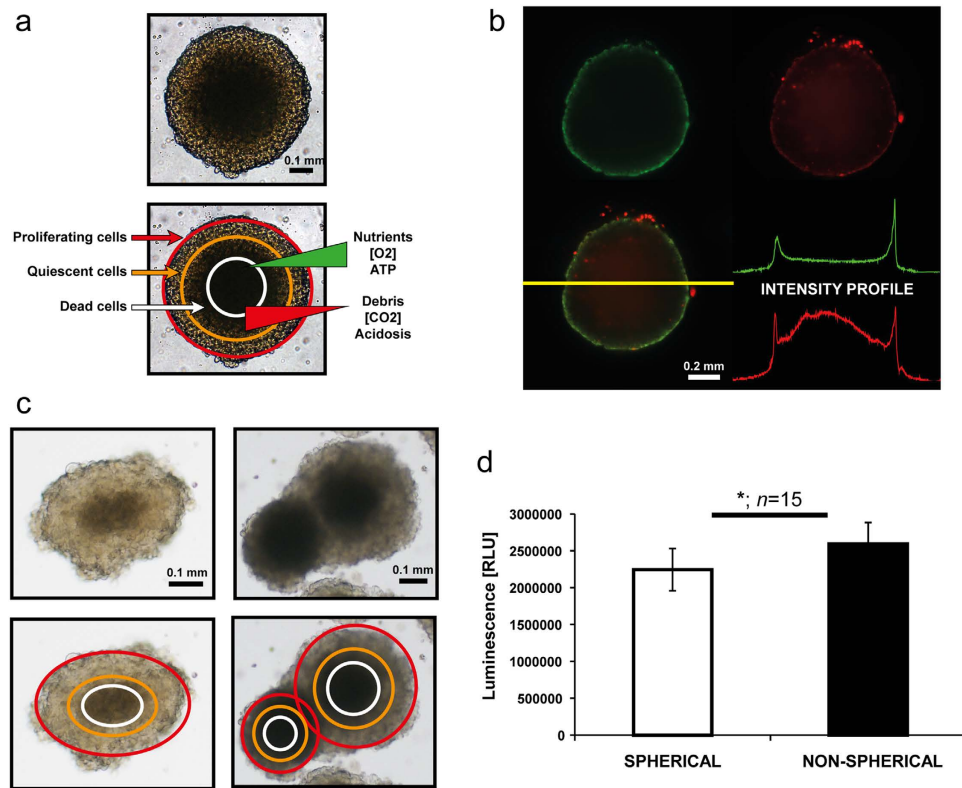 a
0.1 mm
Proliferating cells
Quiescent cells
Dead cells
Nutrients
[O2]
ATP
Debris
[CO2]
Acidosis
b
INTENSITY PROFILE
0.2 mm
c
0.1 mm
0.1 mm
d
*; n=15
Luminescence [RLU]
3000000
2500000
2000000
1500000
1000000
500000
0
SPHERICAL
NON-SPHERICAL